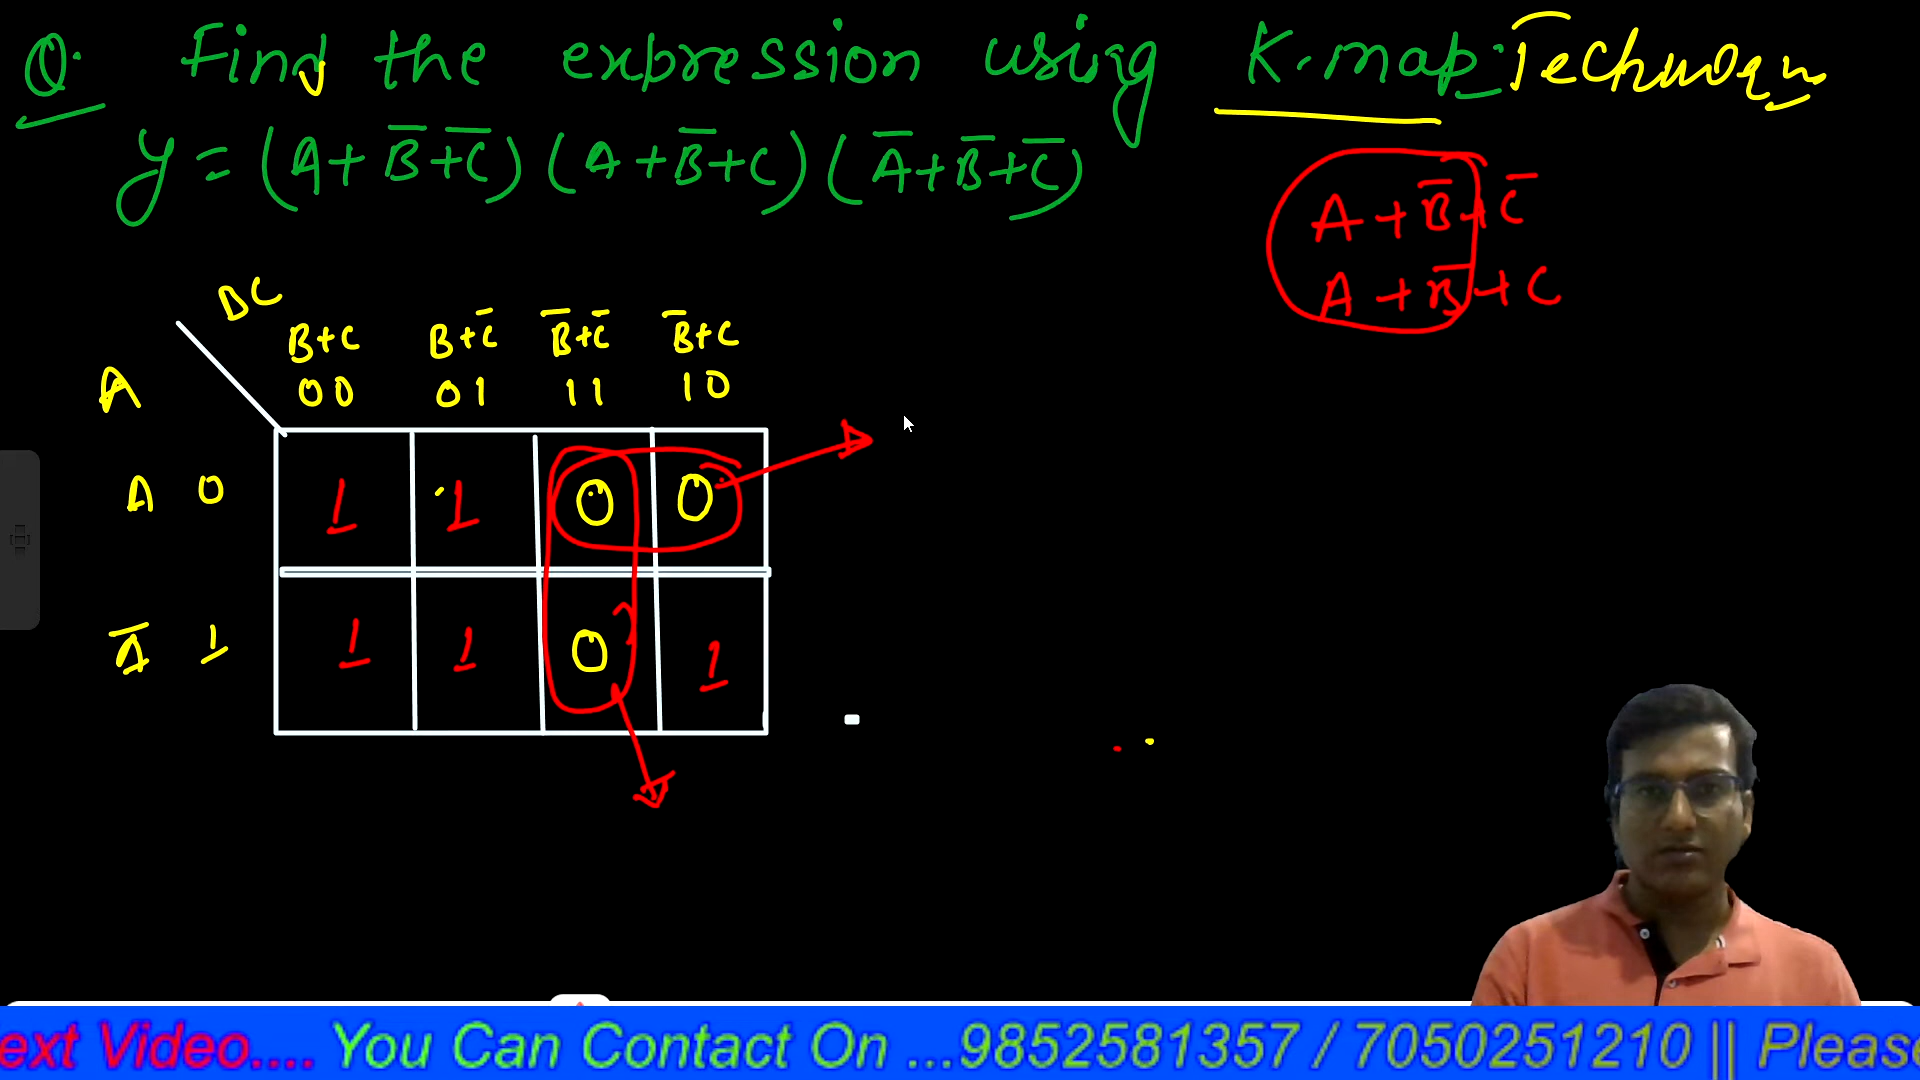 Q. Find the expression using K-map Technique
y = (A + B̅ + C̅) (A + B̅ + C) (A̅ + B̅ + C̅)
A + B̅ + C̅
A + B̅ + C
BC
B+C B+C̅ B̅+C̅ B̅+C
A 00 01 11 10
A 0 1 1 0 0
A̅ 1 1 1 0 1
ext Video.... You Can Contact On ...9852581357 / 7050251210 || Please